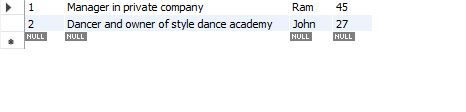 1 Manager in private company Ram 45
2 Dancer and owner of style dance academy John 27
NULL NULL NULL NULL